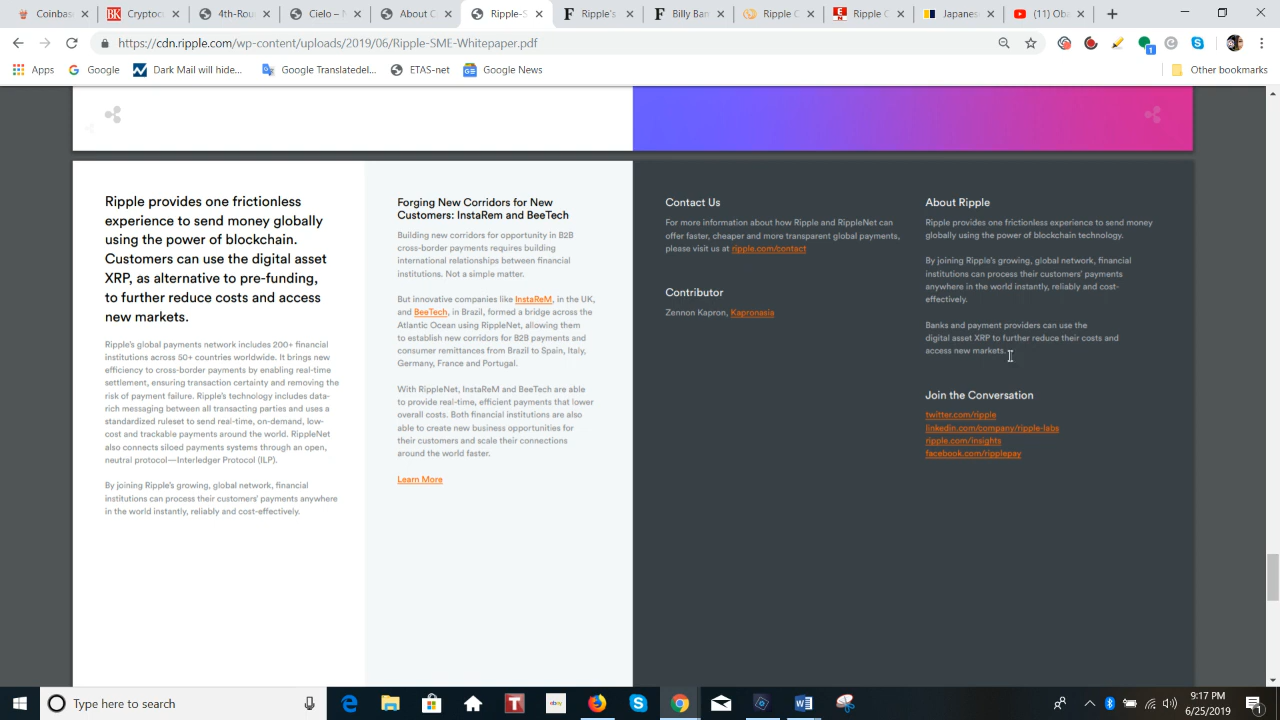 Coinbas
Breaking
4th-Rou
Cielo – N
About C
Ripple-S
Ripple's
Billy Ban
Ripple C
Ripple C
Japanes
(11) Oba
https://cdn.ripple.com/wp-content/uploads/2019/06/Ripple-SME-Whitepaper.pdf
1
Apps
Google
Dark Mail will hide...
Google Translatedel...
ETAS-net
Google News
Other bookmarks
Ripple provides one frictionless
experience to send money globally
using the power of blockchain.
Customers can use the digital asset
XRP, as alternative to pre-funding,
to further reduce costs and access
new markets.
Ripple's global payments network includes 200+ financial
institutions across 50+ countries worldwide. It brings new
efficiency to cross-border payments by enabling real-time
settlement, ensuring transaction certainty and removing the
risk of payment failure. Ripple's technology includes data-
rich messaging between all transacting parties and uses a
standardized ruleset to send real-time, on-demand, low-
cost and trackable payments around the world. RippleNet
also connects siloed payments systems through an open,
neutral protocol—Interledger Protocol (ILP).
By joining Ripple's growing, global network, financial
institutions can process their customers' payments anywhere
in the world instantly, reliably and cost-effectively.
Forging New Corridors for New
Customers: InstaRem and BeeTech
Building new corridors for opportunity in B2B
cross-border payments requires building
international relationships between financial
institutions. Not a simple matter.
But innovative companies like InstaReM, in the UK,
and BeeTech, in Brazil, formed a bridge across the
Atlantic Ocean using RippleNet, allowing them
to establish new corridors for B2B payments and
consumer remittances from Brazil to Spain, Italy,
Germany, France and Portugal.
With RippleNet, InstaReM and BeeTech are able
to provide real-time, efficient payments that lower
overall costs. Both financial institutions are also
able to create new business opportunities for
their customers and scale their connections
around the world faster.
Learn More
Contact Us
For more information about how Ripple and RippleNet can
offer faster, cheaper and more transparent global payments,
please visit us at ripple.com/contact
Contributor
Zennon Kapron, Kapronasia
About Ripple
Ripple provides one frictionless experience to send money
globally using the power of blockchain technology.
By joining Ripple's growing, global network, financial
institutions can process their customers' payments
anywhere in the world instantly, reliably and cost-
effectively.
Banks and payment providers can use the
digital asset XRP to further reduce their costs and
access new markets.
Join the Conversation
twitter.com/ripple
linkedin.com/company/ripple-labs
ripple.com/insights
facebook.com/ripplepay
Type here to search
9:17 PM
6/25/2019